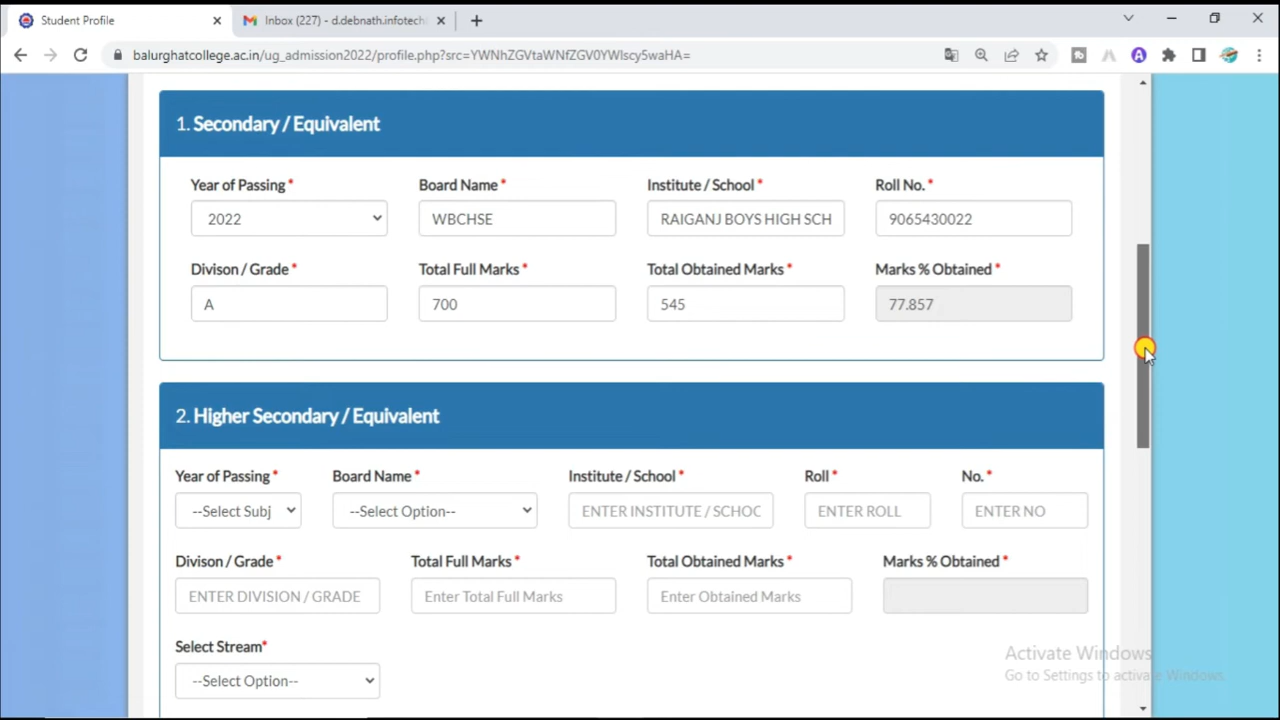 Student Profile
Inbox (227) - d.debnath.infotech
balurghatcollege.ac.in/ug_admission2022/profile.php?src=YWNhZGVtaWNfZGV0YWlscy5waHA=
1. Secondary / Equivalent
Year of Passing * Board Name * Institute / School * Roll No. *
2022 WBCHSE RAIGANJ BOYS HIGH SCH 9065430022
Divison / Grade * Total Full Marks * Total Obtained Marks * Marks % Obtained *
A 700 545 77.857
2. Higher Secondary / Equivalent
Year of Passing * Board Name * Institute / School * Roll * No. *
--Select Subj --Select Option-- ENTER INSTITUTE / SCHOC ENTER ROLL ENTER NO
Divison / Grade * Total Full Marks * Total Obtained Marks * Marks % Obtained *
ENTER DIVISION / GRADE Enter Total Full Marks Enter Obtained Marks
Select Stream*
--Select Option--
Activate Windows
Go to Settings to activate Windows.